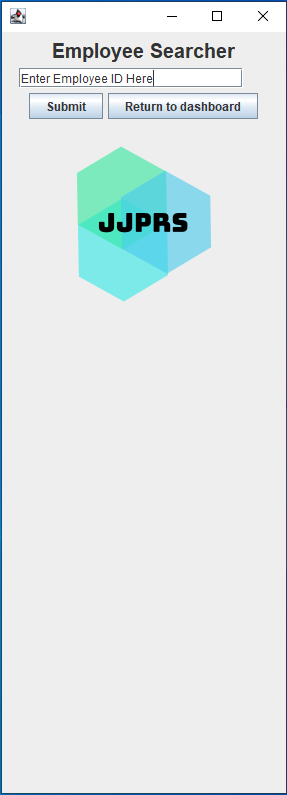 Employee Searcher
Enter Employee ID Here
Submit Return to dashboard
JJPRS